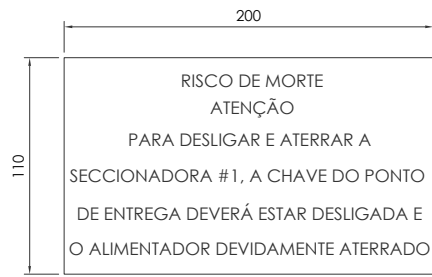 200
110
RISCO DE MORTE
ATENÇÃO
PARA DESLIGAR E ATERRAR A
SECCIONADORA #1, A CHAVE DO PONTO
DE ENTREGA DEVERÁ ESTAR DESLIGADA E
O ALIMENTADOR DEVIDAMENTE ATERRADO